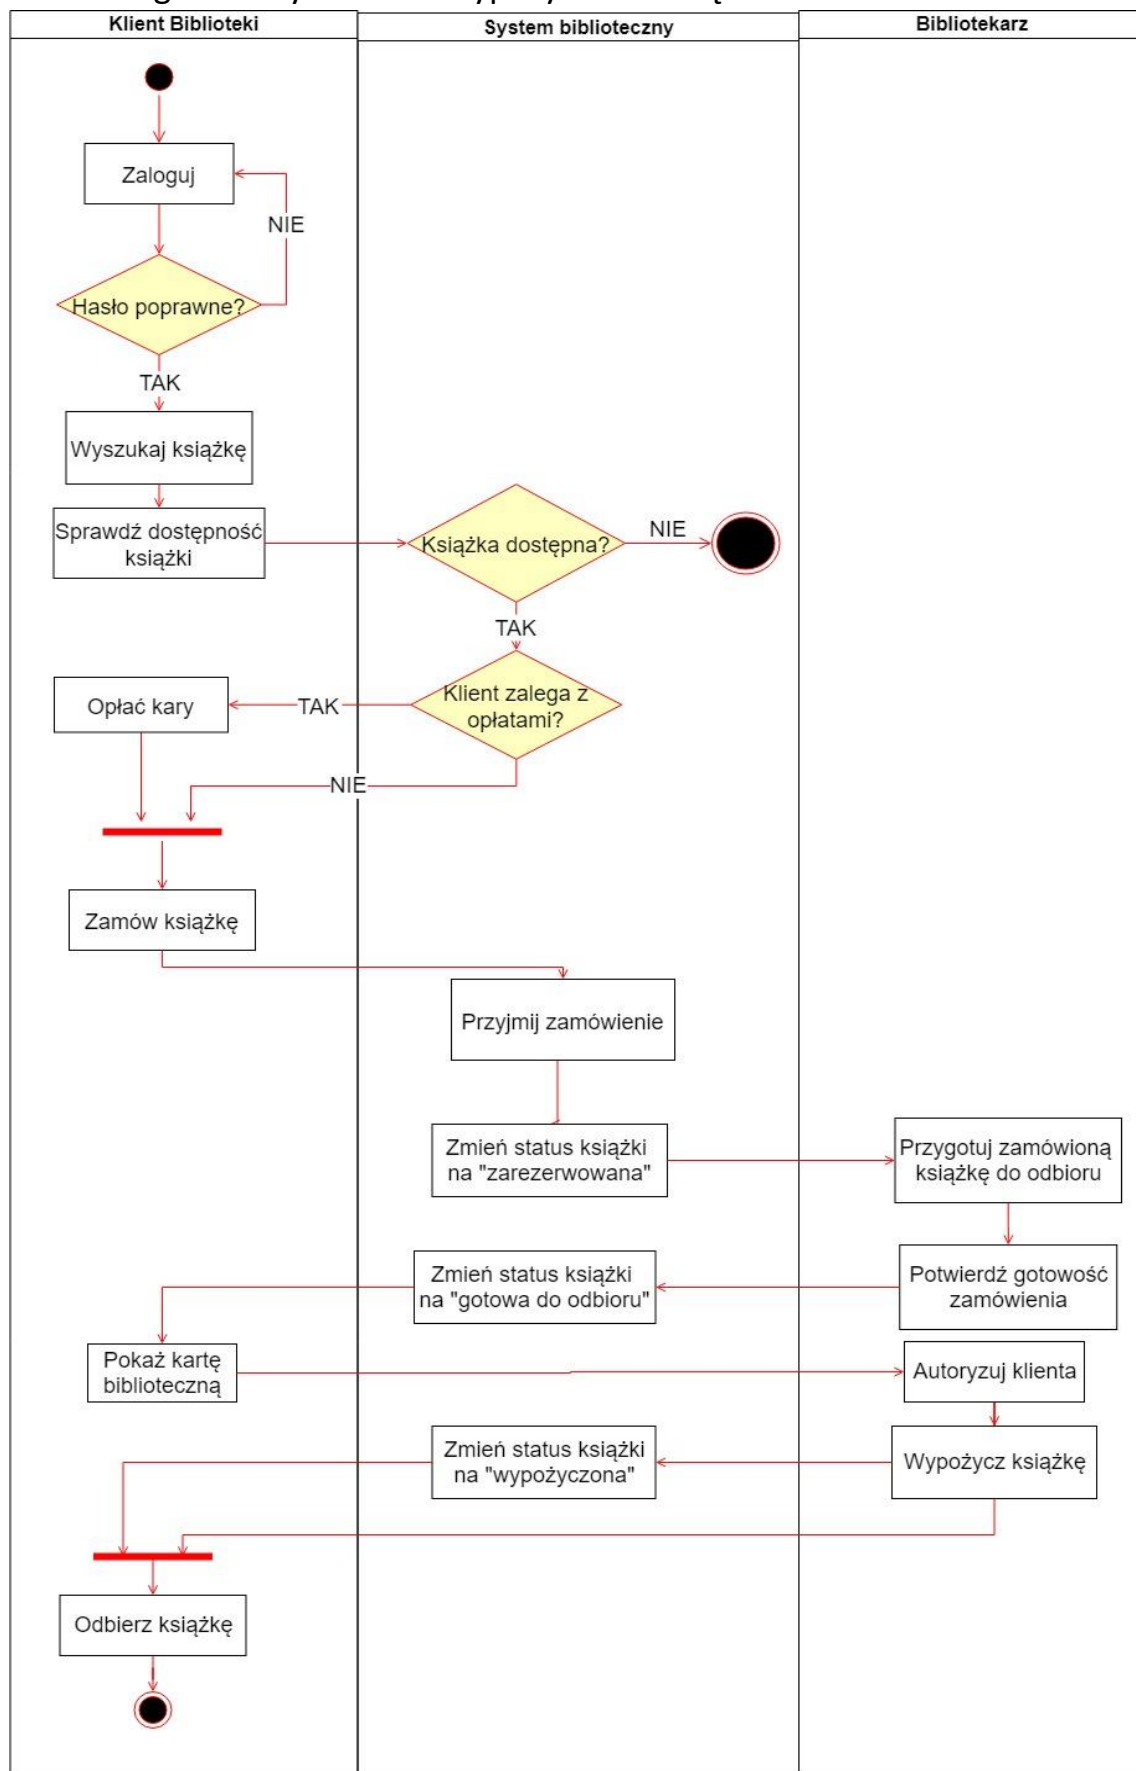 Klient Biblioteki
System biblioteczny
Bibliotekarz
Zaloguj
NIE
Hasło poprawne?
TAK
Wyszukaj książkę
Sprawdź dostępność
książki
Książka dostępna?
NIE
TAK
Klient zalega z
opłatami?
TAK
Opłać kary
NIE
Zamów książkę
Przyjmij zamówienie
Zmień status książki
na "zarezerwowana"
Przygotuj zamówioną
książkę do odbioru
Potwierdź gotowość
zamówienia
Zmień status książki
na "gotowa do odbioru"
Pokaż kartę
biblioteczną
Autoryzuj klienta
Wypożycz książkę
Zmień status książki
na "wypożyczona"
Odbierz książkę